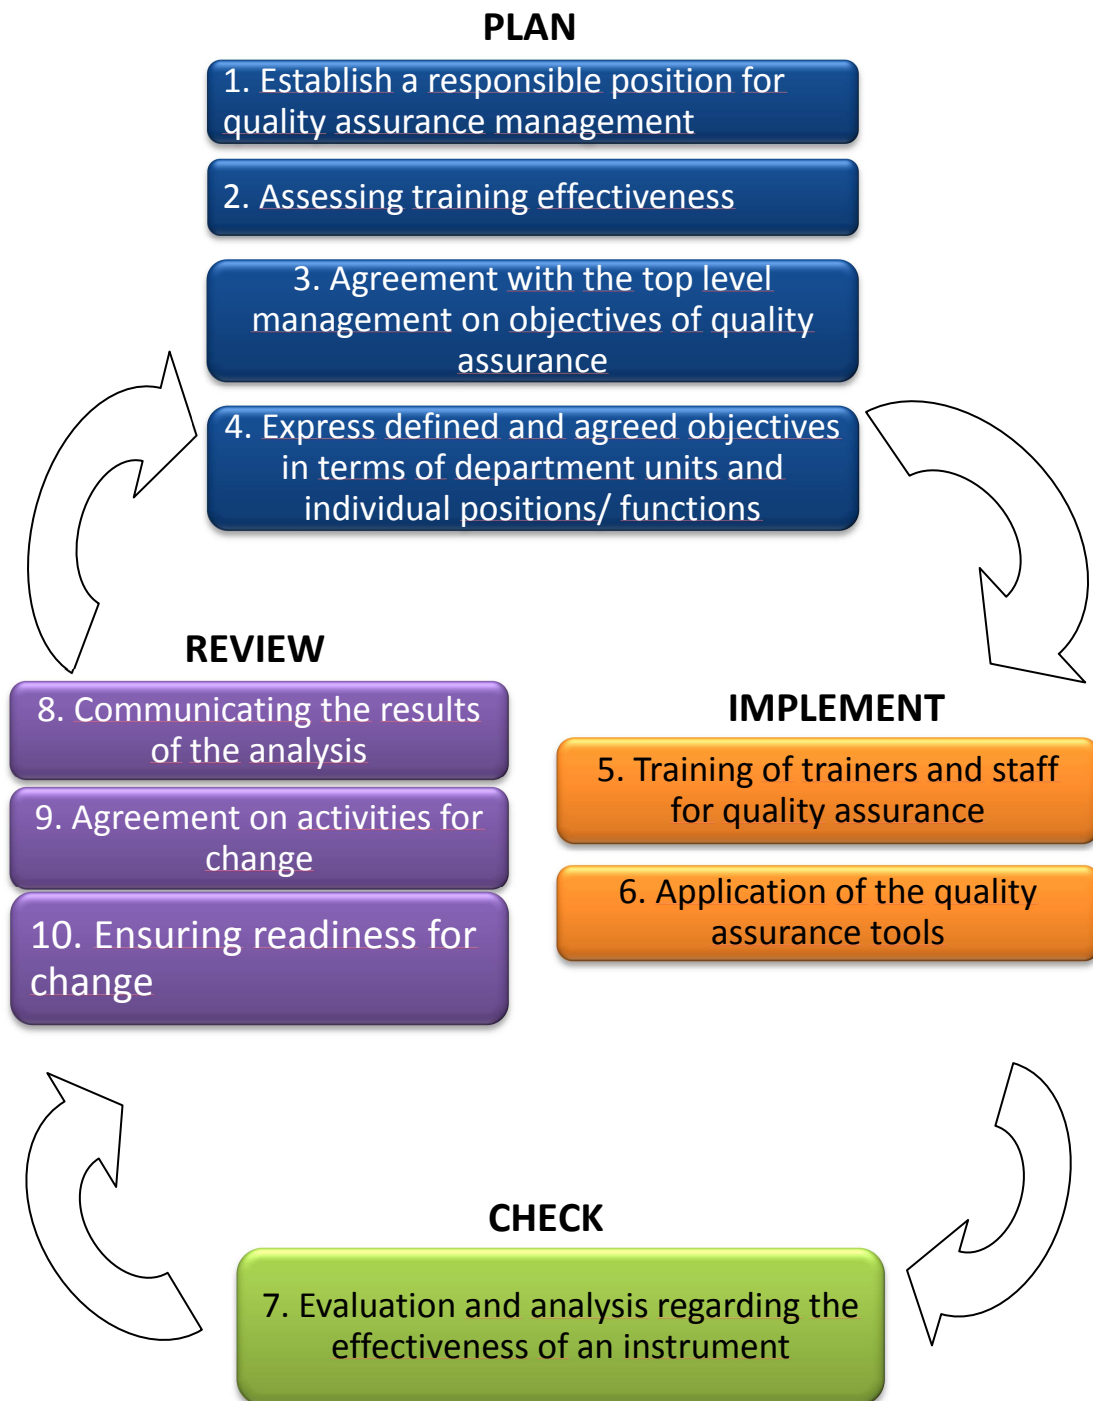 PLAN
1. Establish a responsible position for
quality assurance management
2. Assessing training effectiveness
3. Agreement with the top level
management on objectives of quality
assurance
4. Express defined and agreed objectives
in terms of department units and
individual positions/ functions
REVIEW
8. Communicating the results
of the analysis
9. Agreement on activities for
change
10. Ensuring readiness for
change
IMPLEMENT
5. Training of trainers and staff
for quality assurance
6. Application of the quality
assurance tools
CHECK
7. Evaluation and analysis regarding the
effectiveness of an instrument